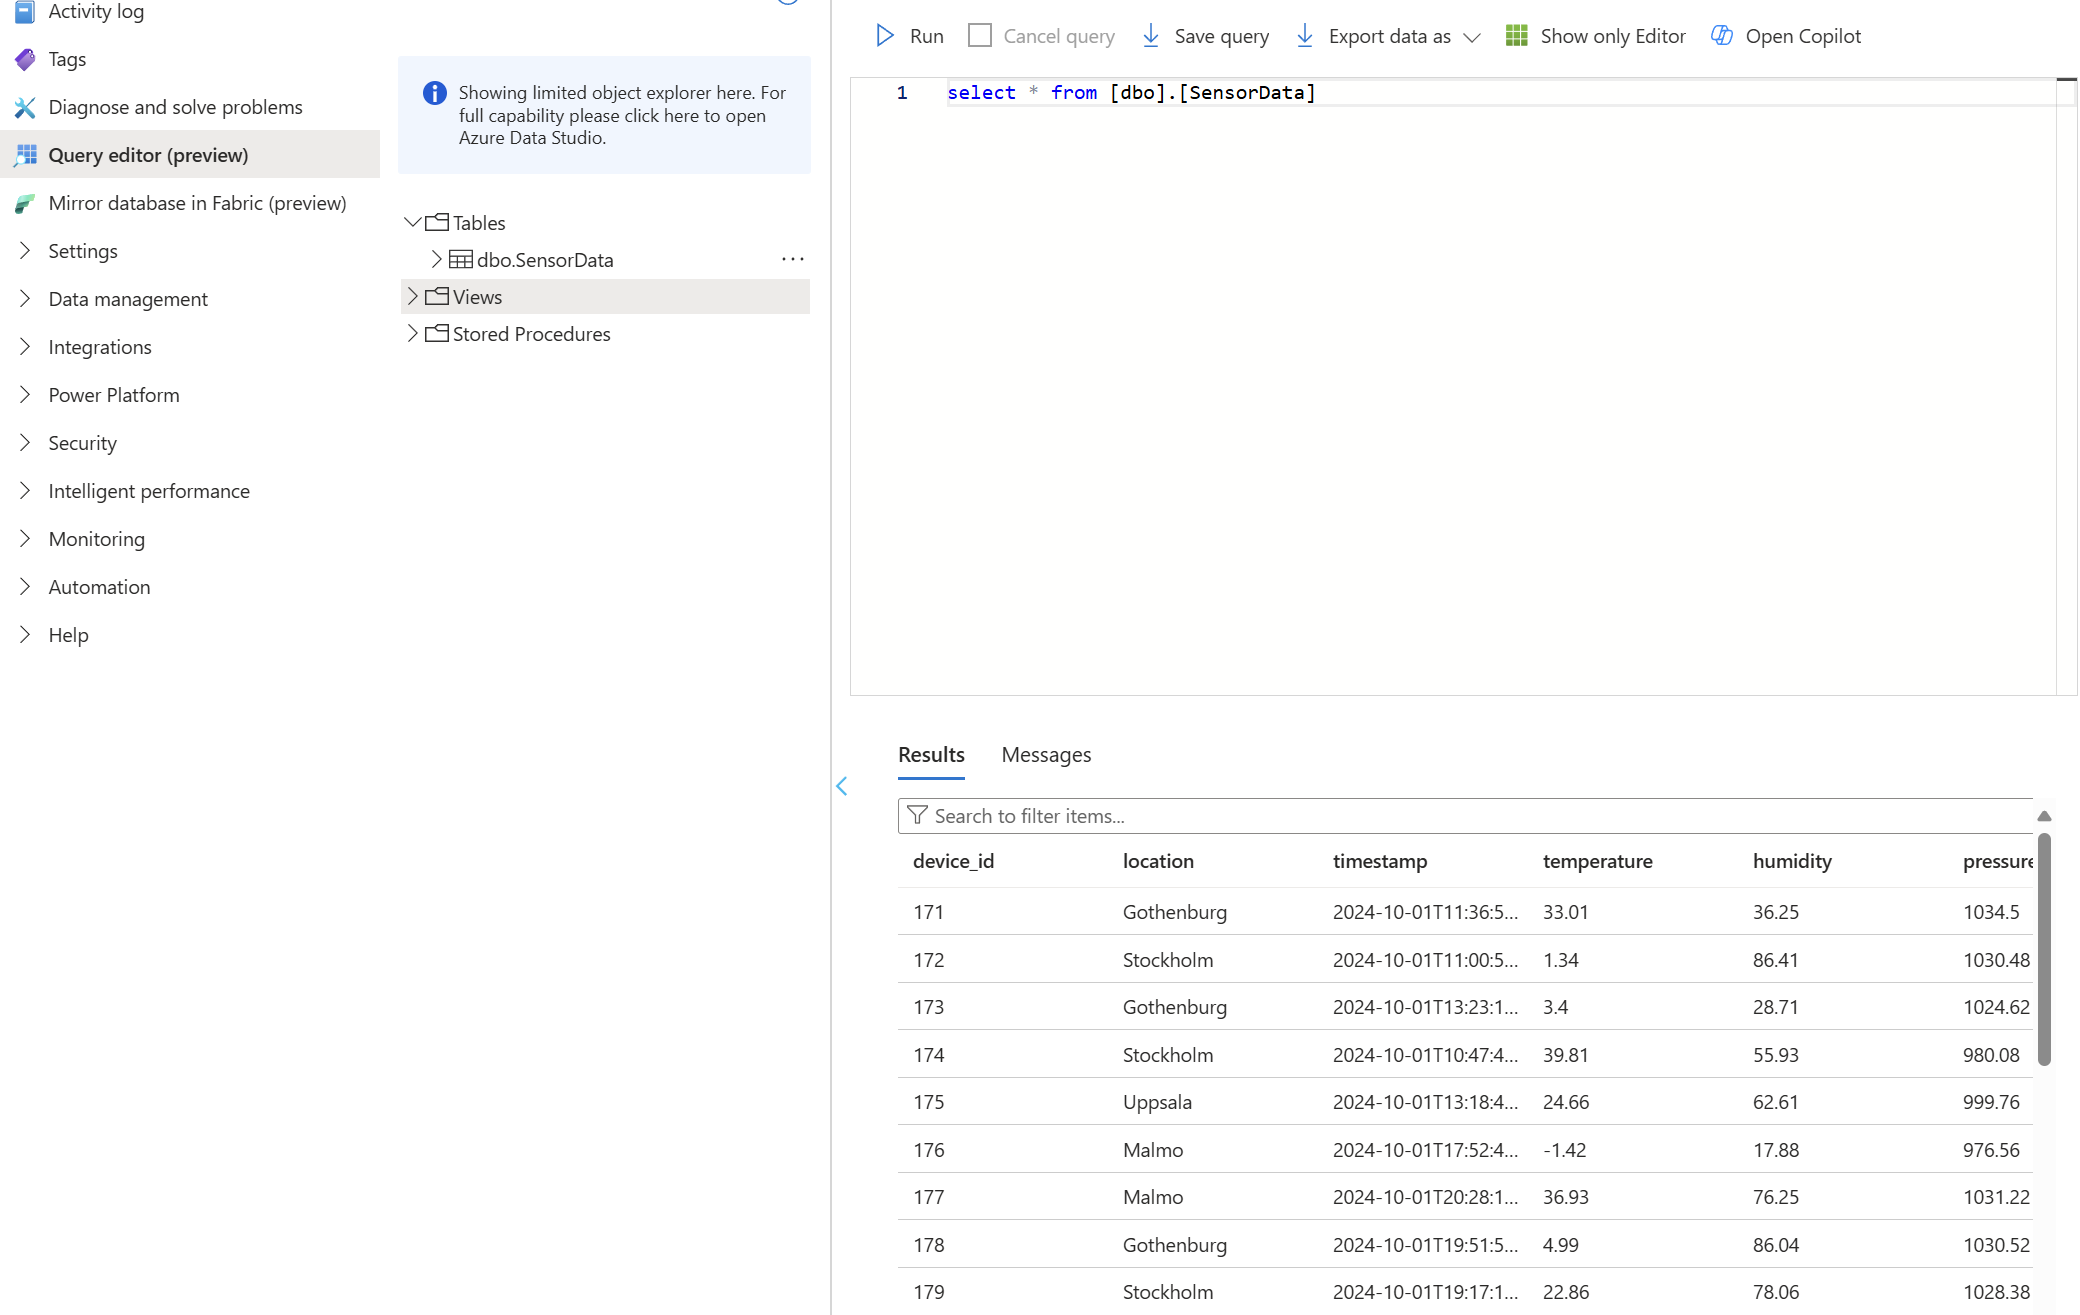 Activity log
Tags
Diagnose and solve problems
Query editor (preview)
Mirror database in Fabric (preview)
Settings
Data management
Integrations
Power Platform
Security
Intelligent performance
Monitoring
Automation
Help
Showing limited object explorer here. For
full capability please click here to open
Azure Data Studio.
Tables
dbo.SensorData ...
Views
Stored Procedures
Run Cancel query Save query Export data as Show only Editor Open Copilot
1 select * from [dbo].[SensorData]
Results Messages
Search to filter items...
device_id location timestamp temperature humidity pressure
171 Gothenburg 2024-10-01T11:36:5... 33.01 36.25 1034.5
172 Stockholm 2024-10-01T11:00:5... 1.34 86.41 1030.48
173 Gothenburg 2024-10-01T13:23:1... 3.4 28.71 1024.62
174 Stockholm 2024-10-01T10:47:4... 39.81 55.93 980.08
175 Uppsala 2024-10-01T13:18:4... 24.66 62.61 999.76
176 Malmo 2024-10-01T17:52:4... -1.42 17.88 976.56
177 Malmo 2024-10-01T20:28:1... 36.93 76.25 1031.22
178 Gothenburg 2024-10-01T19:51:5... 4.99 86.04 1030.52
179 Stockholm 2024-10-01T19:17:1... 22.86 78.06 1028.38